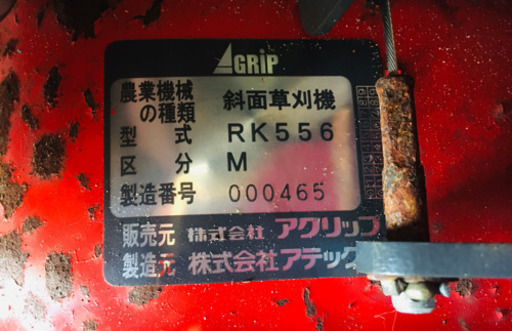 AGRIP
農業機械の種類 斜面草刈機
型式 RK556
区分 M
製造番号 000465
販売元 株式会社 アグリップ
製造元 株式会社 アテック